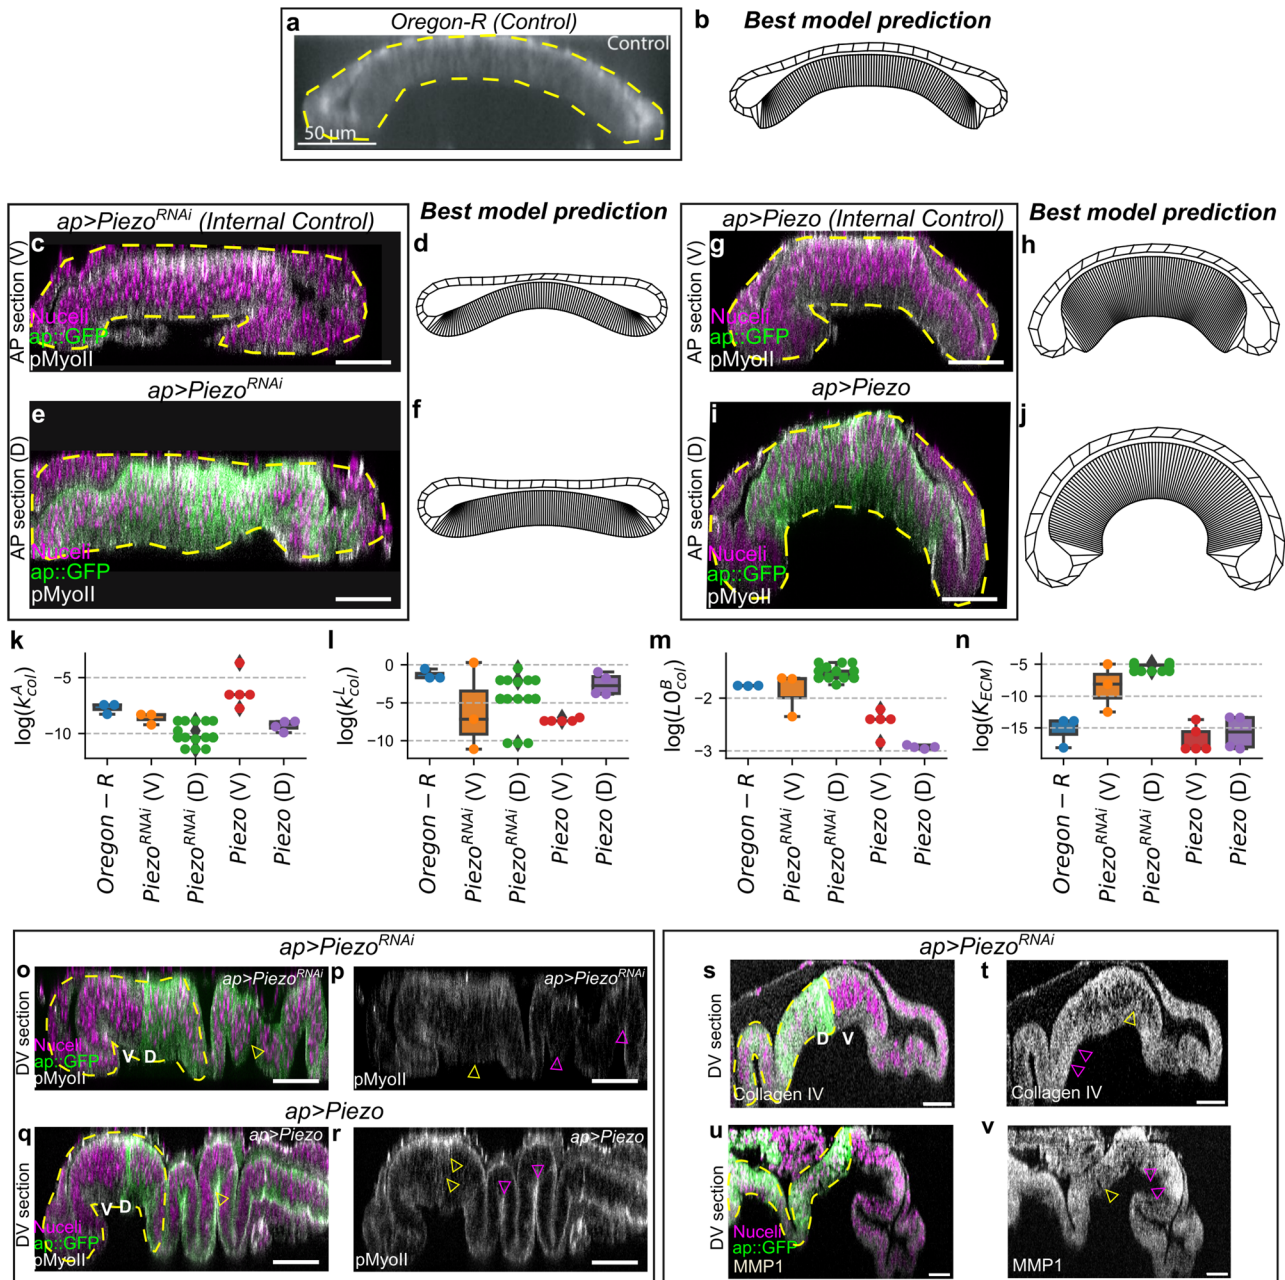 a
Oregon-R (Control)
Control
50 µm
b
Best model prediction
ap>Piezo^RNAi (Internal Control)
Best model prediction
ap>Piezo (Internal Control)
Best model prediction
c
AP section (V)
Nuceli
ap::GFP
pMyoII
d
g
AP section (V)
Nuceli
ap::GFP
pMyoII
h
ap>Piezo^RNAi
ap>Piezo
e
AP section (D)
Nuceli
ap::GFP
pMyoII
f
i
AP section (D)
Nuceli
ap::GFP
pMyoII
j
k
log(k^A_col)
−5
−10
Oregon − R
Piezo^RNAi (V)
Piezo^RNAi (D)
Piezo (V)
Piezo (D)
l
log(k^L_col)
0
−5
−10
Oregon − R
Piezo^RNAi (V)
Piezo^RNAi (D)
Piezo (V)
Piezo (D)
m
log(L0^B_col)
−2
−3
Oregon − R
Piezo^RNAi (V)
Piezo^RNAi (D)
Piezo (V)
Piezo (D)
n
log(K_ECM)
−5
−10
−15
Oregon − R
Piezo^RNAi (V)
Piezo^RNAi (D)
Piezo (V)
Piezo (D)
ap>Piezo^RNAi
o
ap>Piezo^RNAi
DV section
Nuceli
ap::GFP
pMyoII
V D
p
ap>Piezo^RNAi
pMyoII
ap>Piezo
q
ap>Piezo
DV section
Nuceli
ap::GFP
pMyoII
V D
r
ap>Piezo
pMyoII
ap>Piezo^RNAi
s
DV section
D V
Collagen IV
t
Collagen IV
u
DV section
Nuceli
ap::GFP
MMP1
v
MMP1